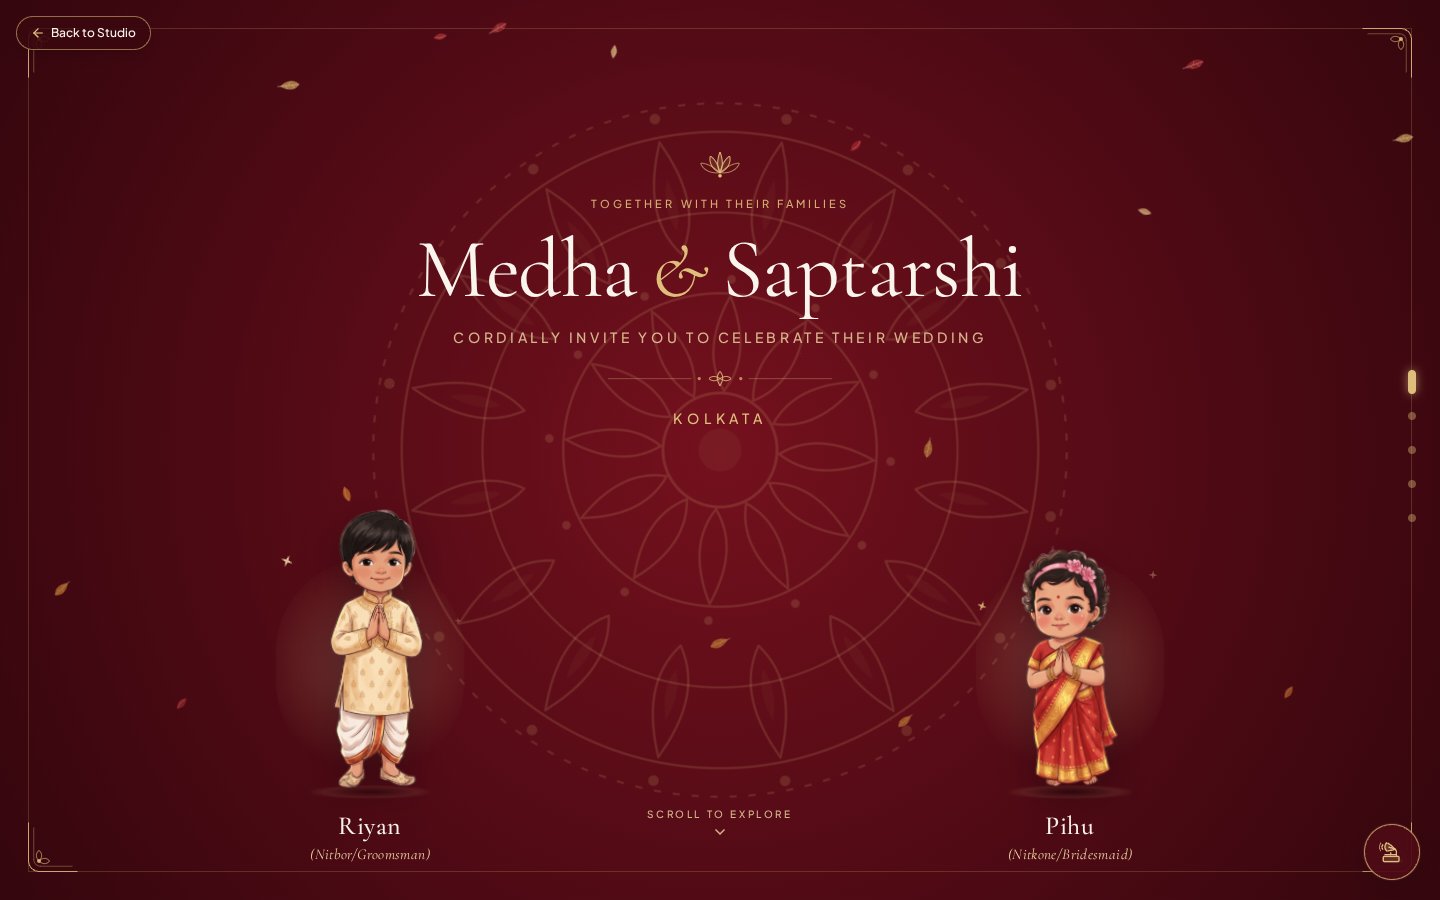 Back to Studio
TOGETHER WITH THEIR FAMILIES
Medha & Saptarshi
CORDIALLY INVITE YOU TO CELEBRATE THEIR WEDDING
KOLKATA
SCROLL TO EXPLORE
Riyan
(Nitbor/Groomsman)
Pihu
(Nitkone/Bridesmaid)